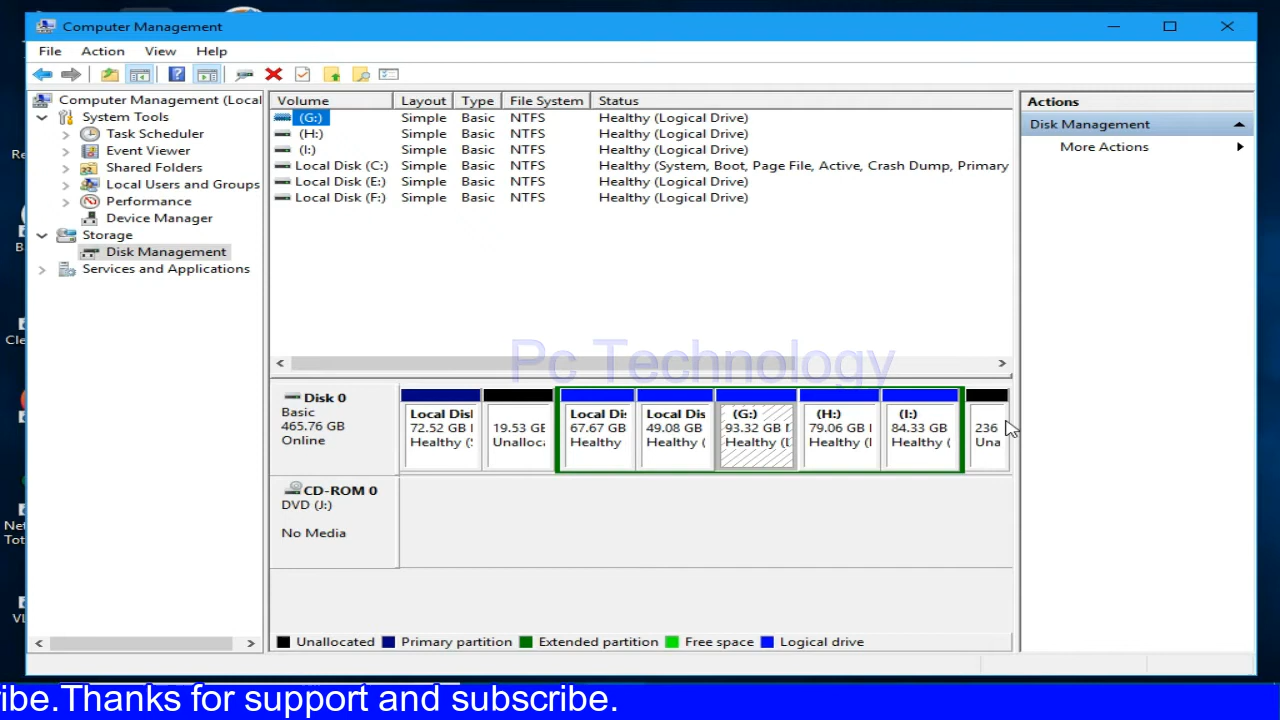 Computer Management
File Action View Help
Computer Management (Local
System Tools
Task Scheduler
Event Viewer
Shared Folders
Local Users and Groups
Performance
Device Manager
Storage
Disk Management
Services and Applications
Volume Layout Type File System Status
(G:) Simple Basic NTFS Healthy (Logical Drive)
(H:) Simple Basic NTFS Healthy (Logical Drive)
(I:) Simple Basic NTFS Healthy (Logical Drive)
Local Disk (C:) Simple Basic NTFS Healthy (System, Boot, Page File, Active, Crash Dump, Primary
Local Disk (E:) Simple Basic NTFS Healthy (Logical Drive)
Local Disk (F:) Simple Basic NTFS Healthy (Logical Drive)
Actions
Disk Management
More Actions
Pc Technology
Disk 0
Basic
465.76 GB
Online
Local Disl
72.52 GB
Healthy (
19.53 GB
Unalloc
Local Dis
67.67 GB
Healthy
Local Dis
49.08 GB
Healthy (
(G:)
93.32 GB
Healthy (
(H:)
79.06 GB
Healthy (
(I:)
84.33 GB
Healthy (
236
Una
CD-ROM 0
DVD (J:)
No Media
Unallocated Primary partition Extended partition Free space Logical drive
ribe.Thanks for support and subscribe.